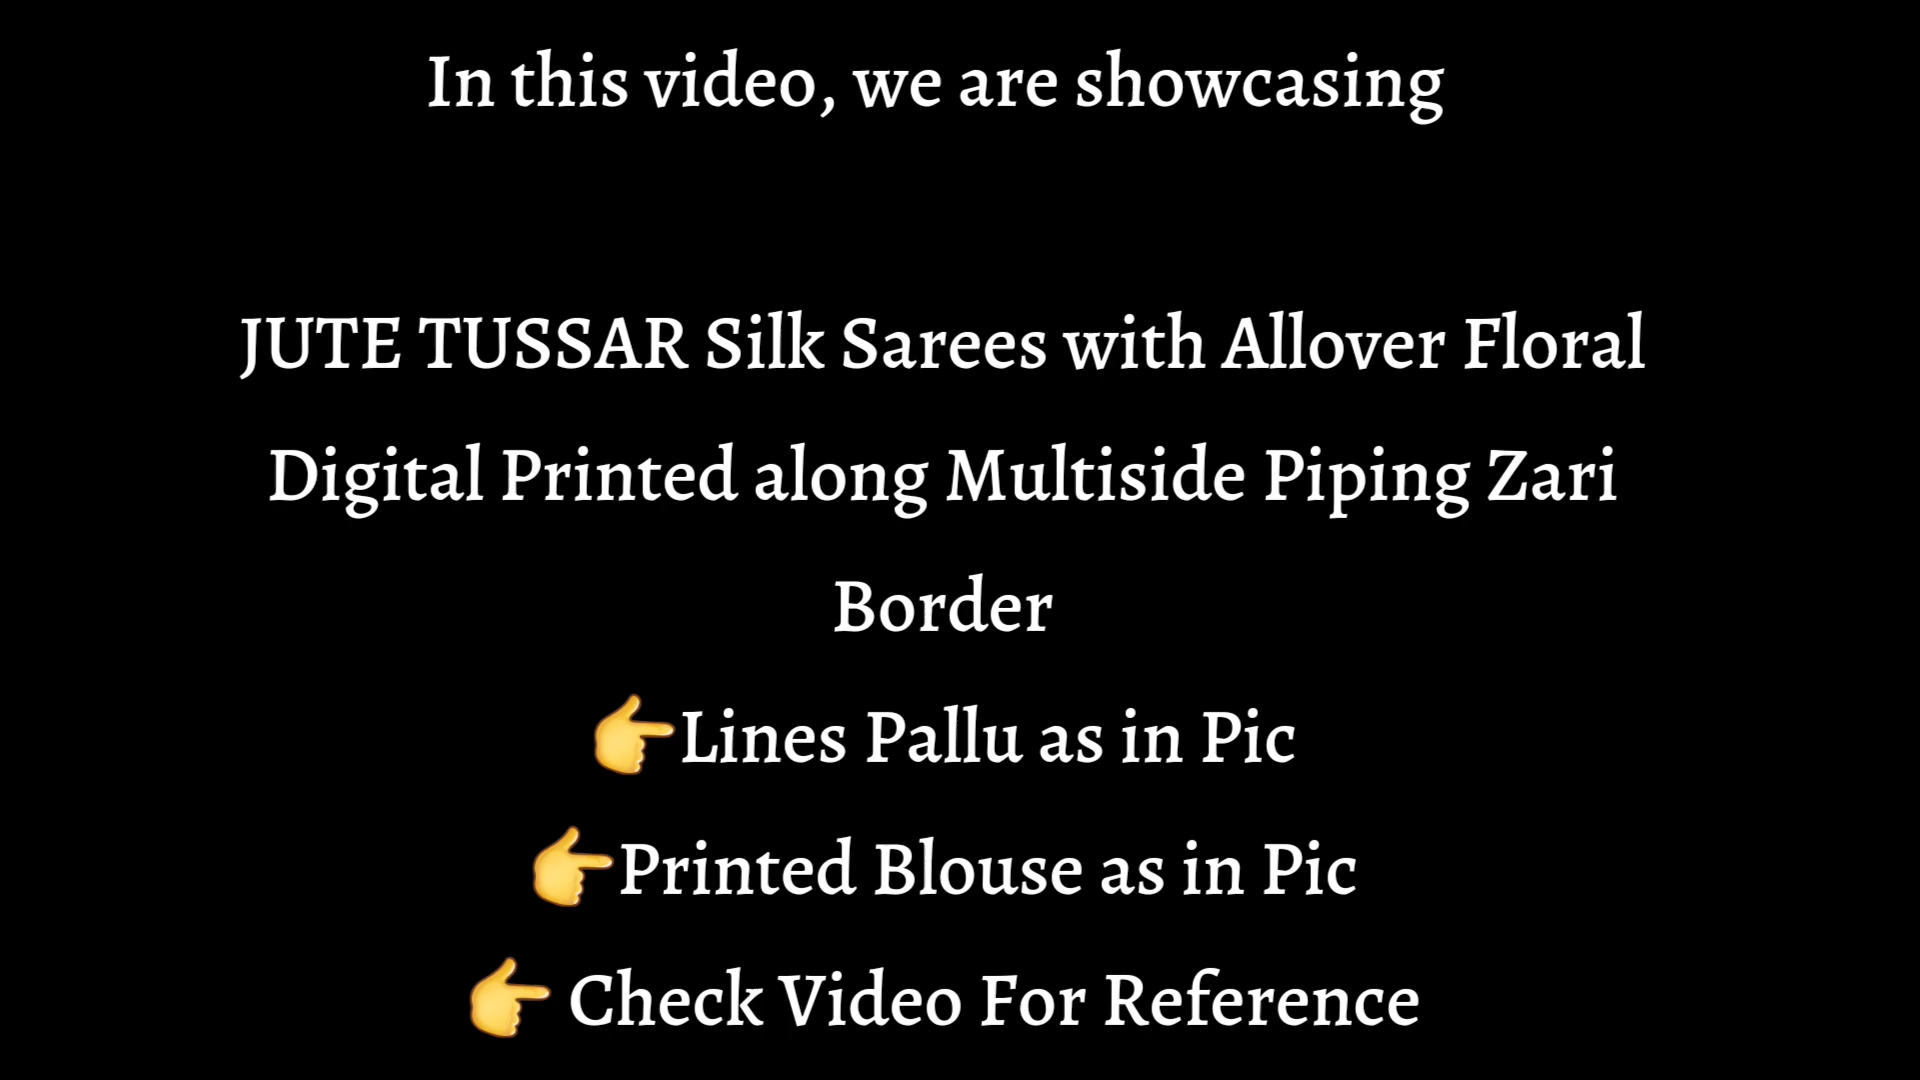 In this video, we are showcasing
JUTE TUSSAR Silk Sarees with Allover Floral
Digital Printed along Multiside Piping Zari
Border
👉Lines Pallu as in Pic
👉Printed Blouse as in Pic
👉 Check Video For Reference